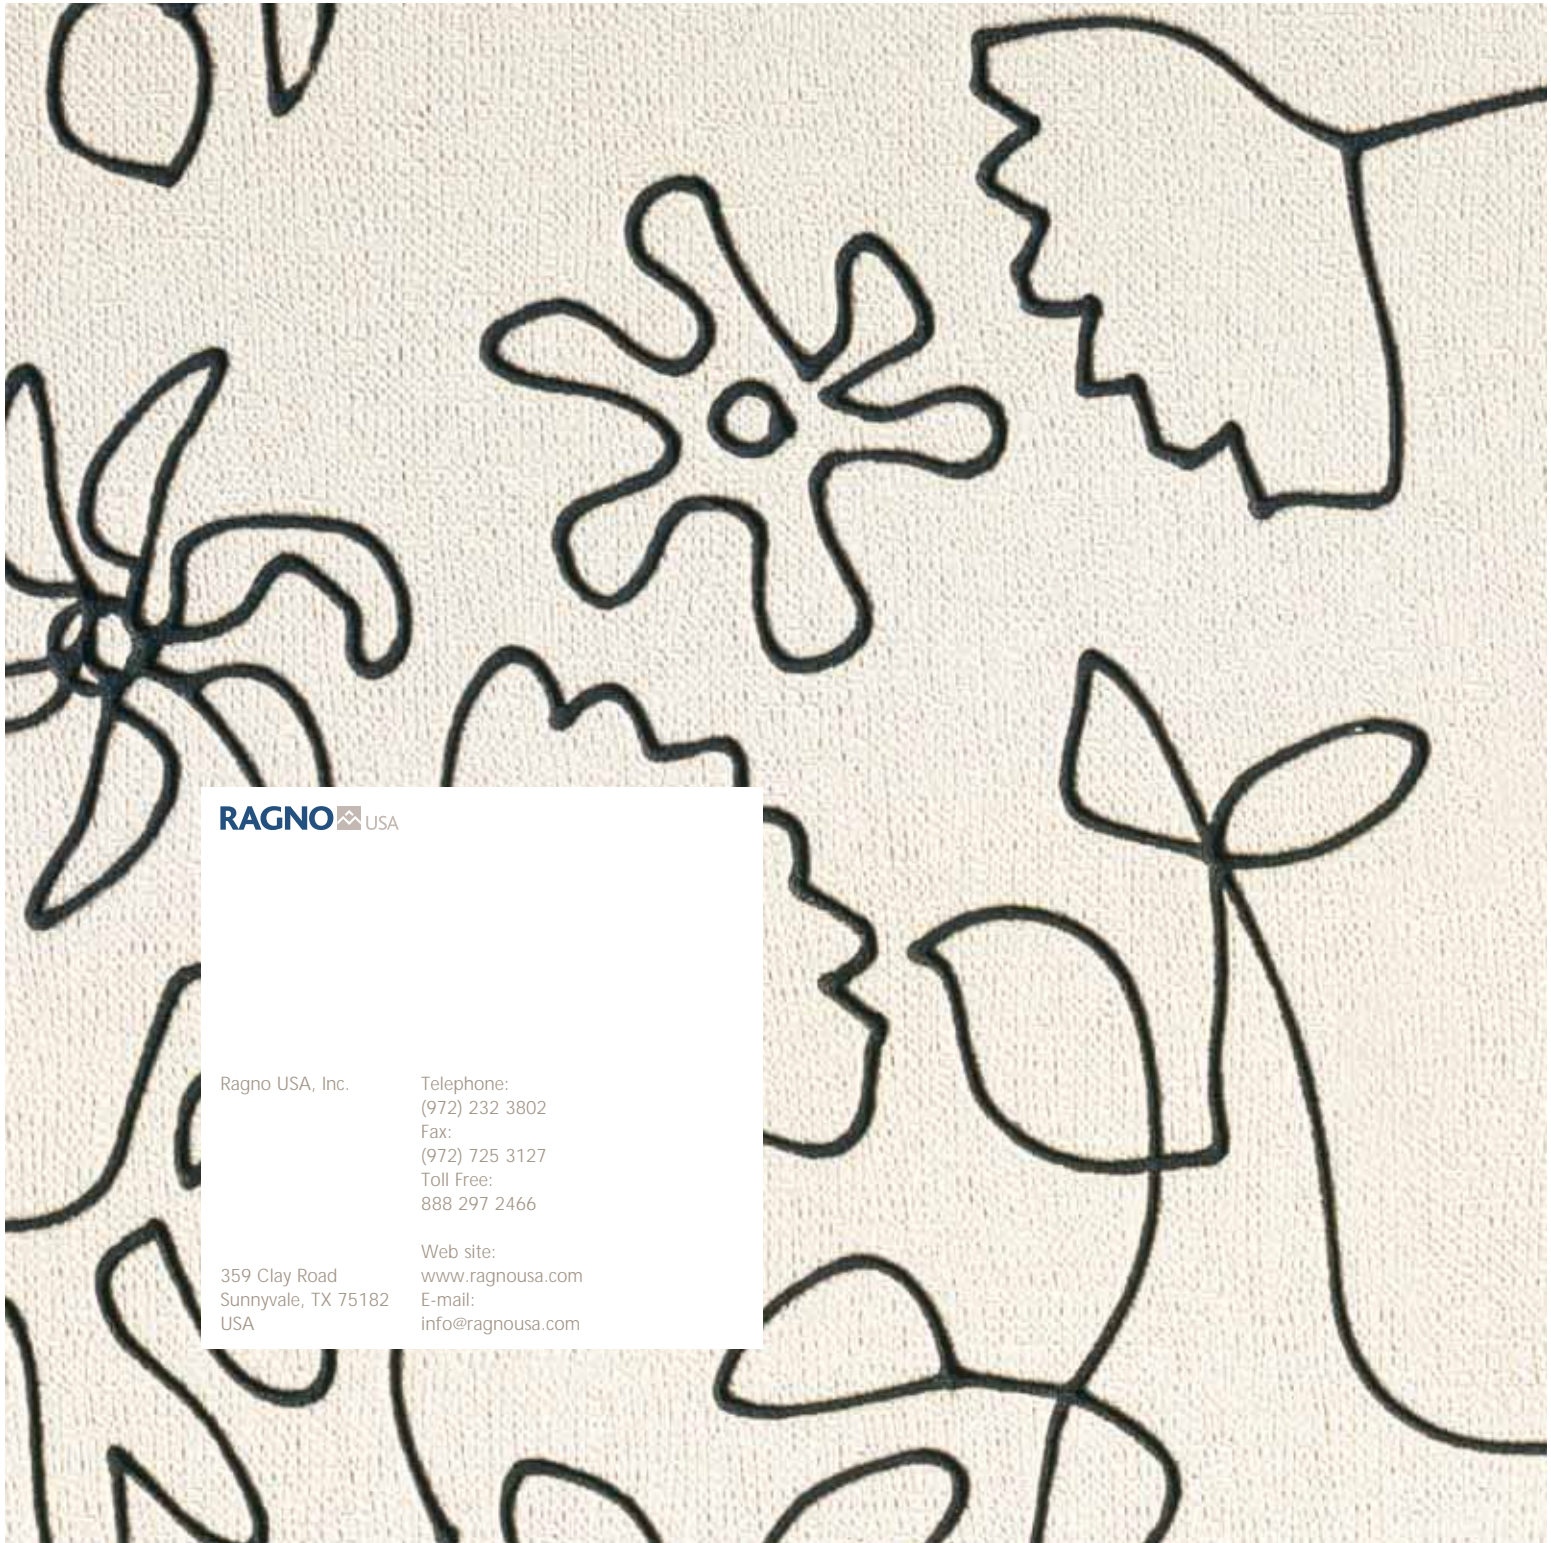 RAGNO USA
Ragno USA, Inc.
359 Clay Road
Sunnyvale, TX 75182
USA
Telephone:
(972) 232 3802
Fax:
(972) 725 3127
Toll Free:
888 297 2466
Web site:
www.ragnousa.com
E-mail:
info@ragnousa.com